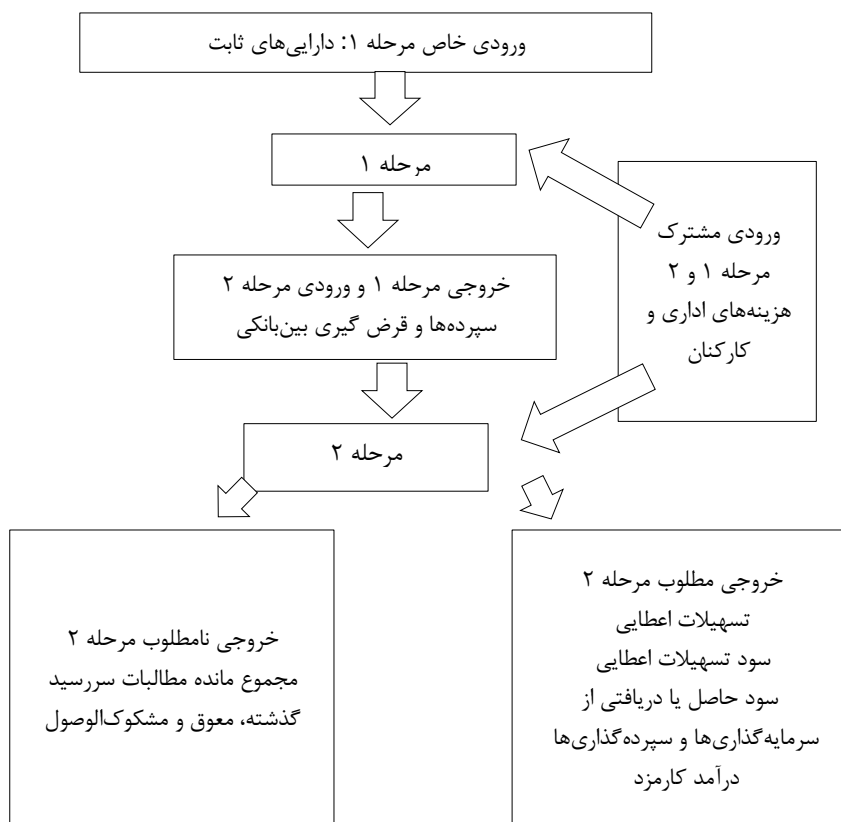 ورودی خاص مرحله ۱: دارایی‌های ثابت
مرحله ۱
ورودی مشترک
مرحله ۱ و ۲
هزینه‌های اداری و
کارکنان
خروجی مرحله ۱ و ورودی مرحله ۲
سپرده‌ها و قرض گیری بین‌بانکی
مرحله ۲
خروجی مطلوب مرحله ۲
تسهیلات اعطایی
سود تسهیلات اعطایی
سود حاصل یا دریافتی از
سرمایه‌گذاری‌ها و سپرده‌گذاری‌ها
درآمد کارمزد
خروجی نامطلوب مرحله ۲
مجموع مانده مطالبات سررسید
گذشته، معوق و مشکوک‌الوصول